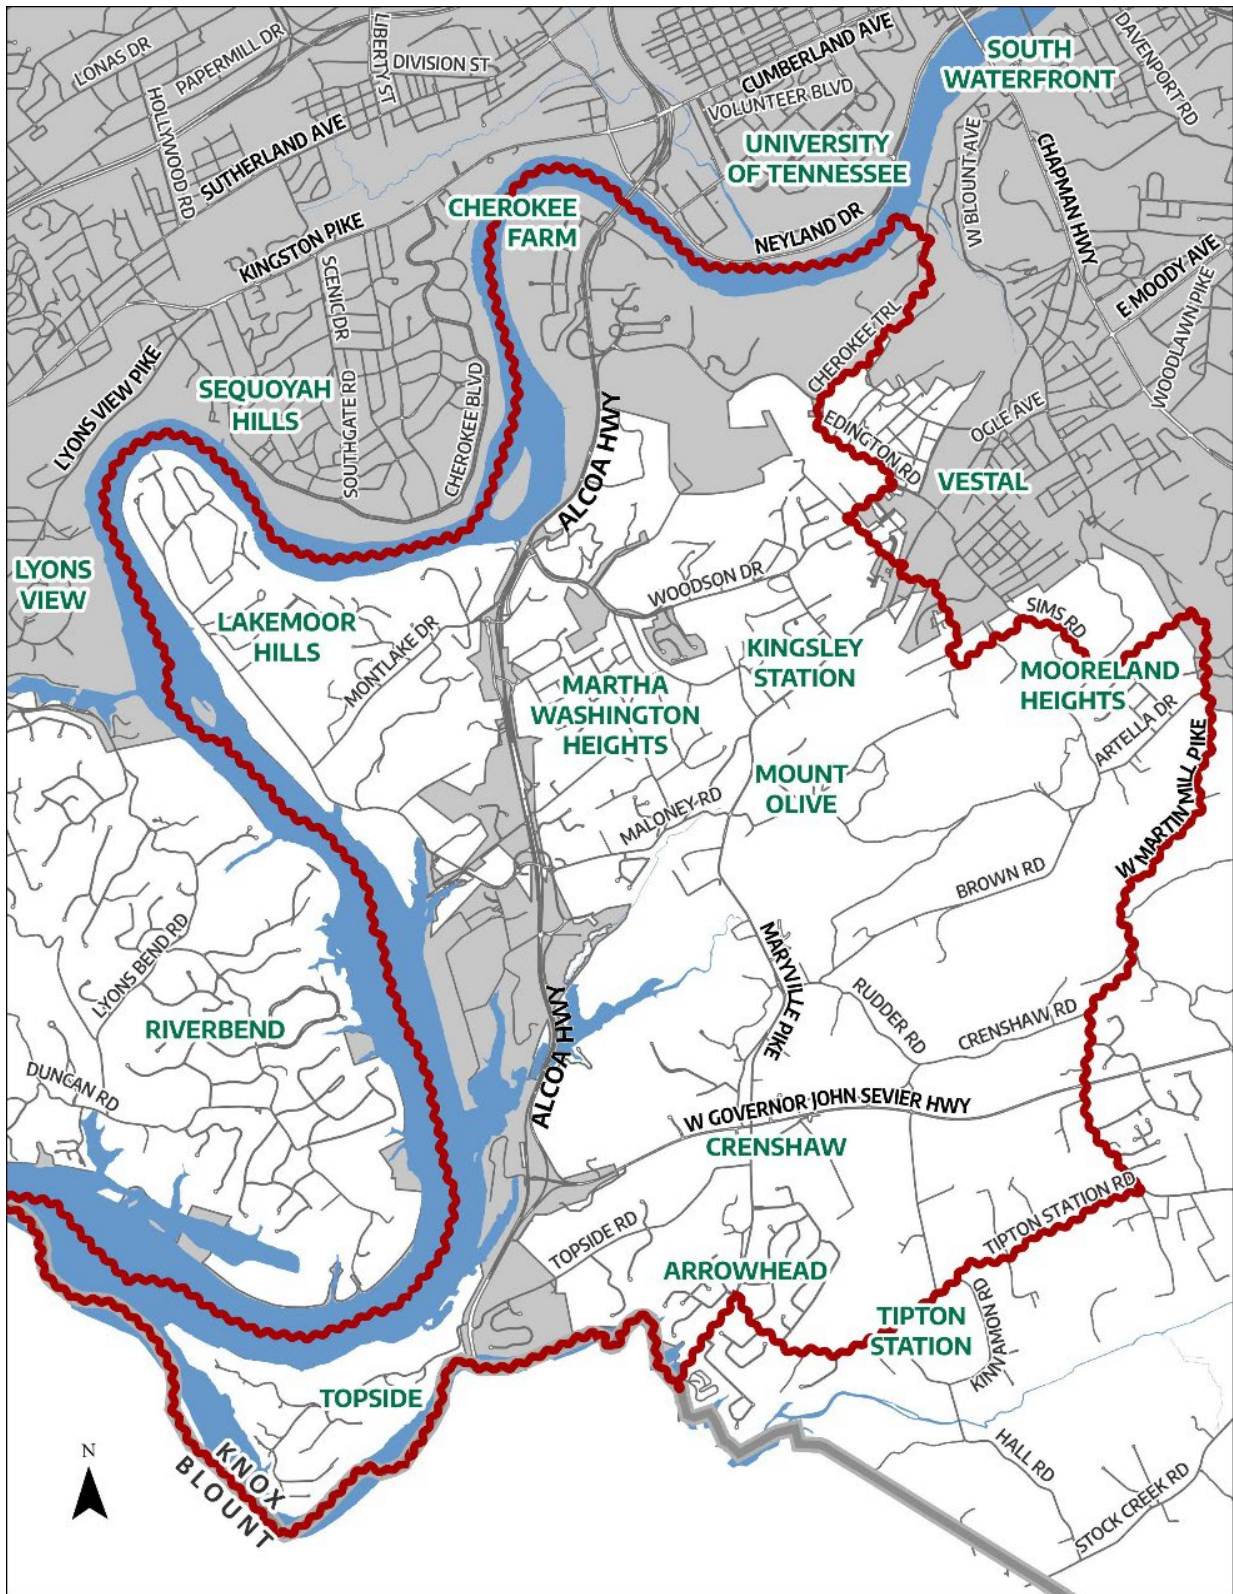 LONAS DR
PAPERMILL DR
LIBERTY ST
DIVISION ST
CUMBERLAND AVE
VOLUNTEER BLVD
SOUTH
WATERFRONT
DAVENPORT RD
HOLLYWOOD RD
SUTHERLAND AVE
UNIVERSITY
OF TENNESSEE
W BLOUNT AVE
CHAPMAN HWY
KINGSTON PIKE
CHEROKEE
FARM
NEYLAND DR
E MOODY AVE
WOODLAWN PIKE
SCENIC DR
CHEROKEE TRL
LYONS VIEW PIKE
SEQUOYAH
HILLS
SOUTHGATE RD
CHEROKEE BLVD
ALCOA HWY
EDINGTON RD
OGLE AVE
VESTAL
LYONS
VIEW
WOODSON DR
LAKEMOOR
HILLS
MONTLAKE DR
SIMS RD
KINGSLEY
STATION
MOORELAND
HEIGHTS
MARTHA
WASHINGTON
HEIGHTS
ARTELLA DR
W MARTIN MILL PIKE
MOUNT
OLIVE
MALONEY RD
BROWN RD
LYONS BEND RD
MARYVILLE PIKE
RIVERBEND
RUDDER RD
CRENSHAW RD
ALCOA HWY
DUNCAN RD
W GOVERNOR JOHN SEVIER HWY
CRENSHAW
TOPSIDE RD
TIPTON STATION RD
ARROWHEAD
TIPTON
STATION
KINNAMON RD
TOPSIDE
KNOX
BLOUNT
HALL RD
STOCK CREEK RD
N